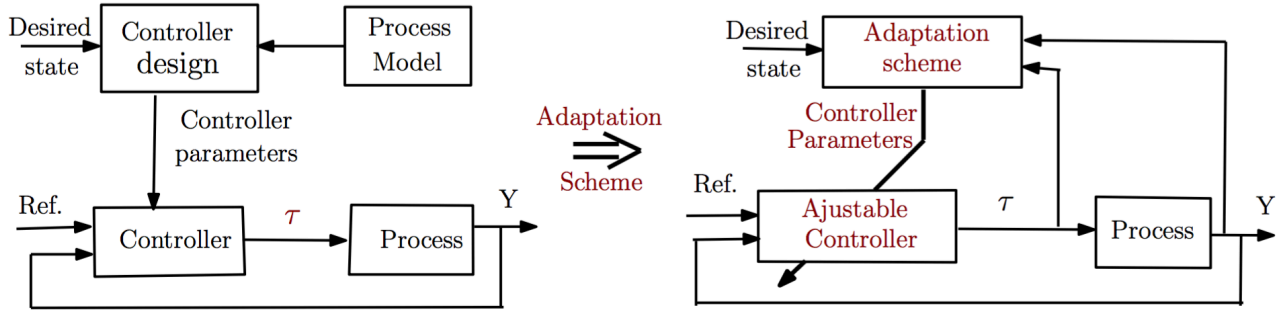 Desired
state
Controller
design
Process
Model
Controller
parameters
Ref.
Controller
τ
Process
Y
Adaptation
Scheme
Desired
state
Adaptation
scheme
Controller
Parameters
Ref.
Ajustable
Controller
τ
Process
Y